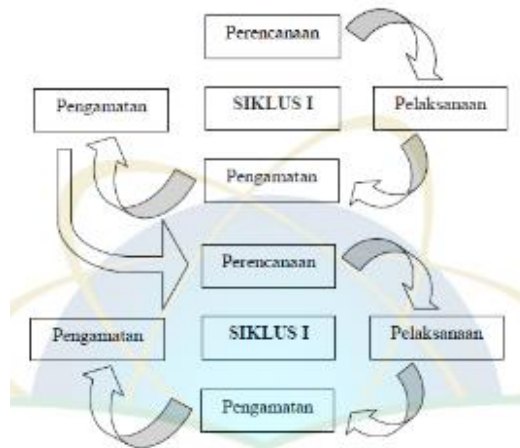 Perencanaan
Pengamatan
SIKLUS I
Pelaksanaan
Pengamatan
Perencanaan
Pengamatan
SIKLUS I
Pelaksanaan
Pengamatan